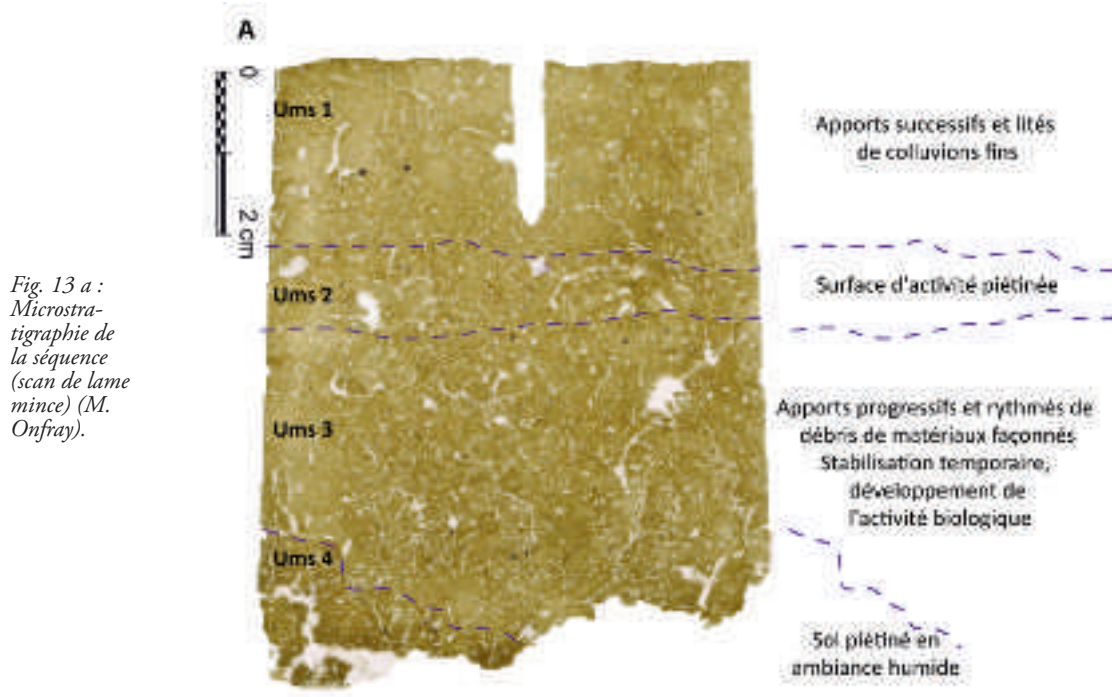 A
0
2 cm
Ums 1
Apports successifs et lités
de colluvions fins
Ums 2
Surface d'activité piétinée
Fig. 13 a :
Microstra-
tigraphie de
la séquence
(scan de lame
mince) (M.
Onfray).
Ums 3
Apports progressifs et rythmés de
débris de matériaux façonnés
Stabilisation temporaire,
développement de
l'activité biologique
Ums 4
Sol piétiné en
ambiance humide